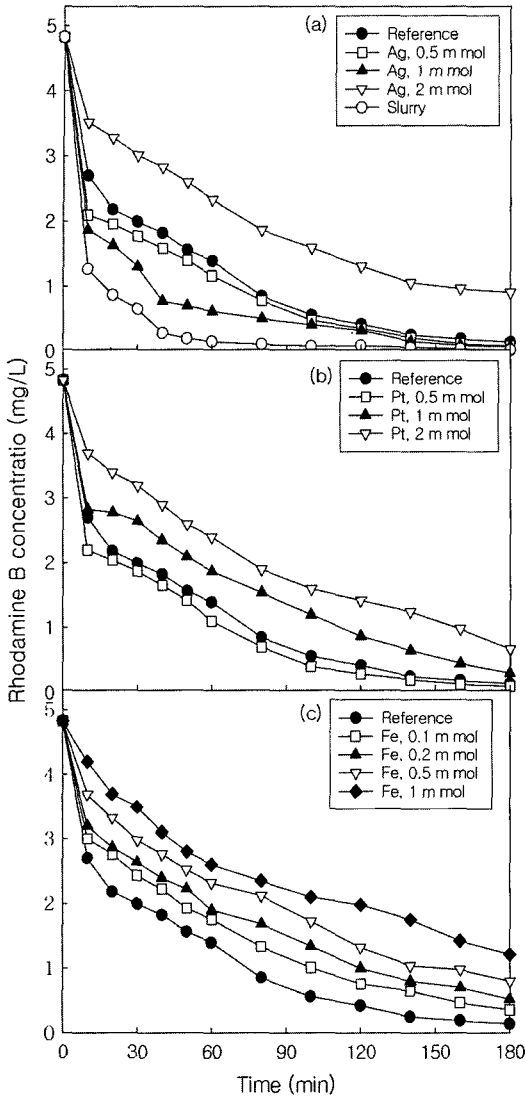 (a)
Reference
Ag, 0.5 m mol
Ag, 1 m mol
Ag, 2 m mol
Slurry
5
4
3
2
1
0
(b)
Reference
Pt, 0.5 m mol
Pt, 1 m mol
Pt, 2 m mol
5
4
3
2
1
0
(c)
Reference
Fe, 0.1 m mol
Fe, 0.2 m mol
Fe, 0.5 m mol
Fe, 1 m mol
5
4
3
2
1
0
0 30 60 90 120 150 180
Time (min)
Rhodamine B concentratio (mg/L)